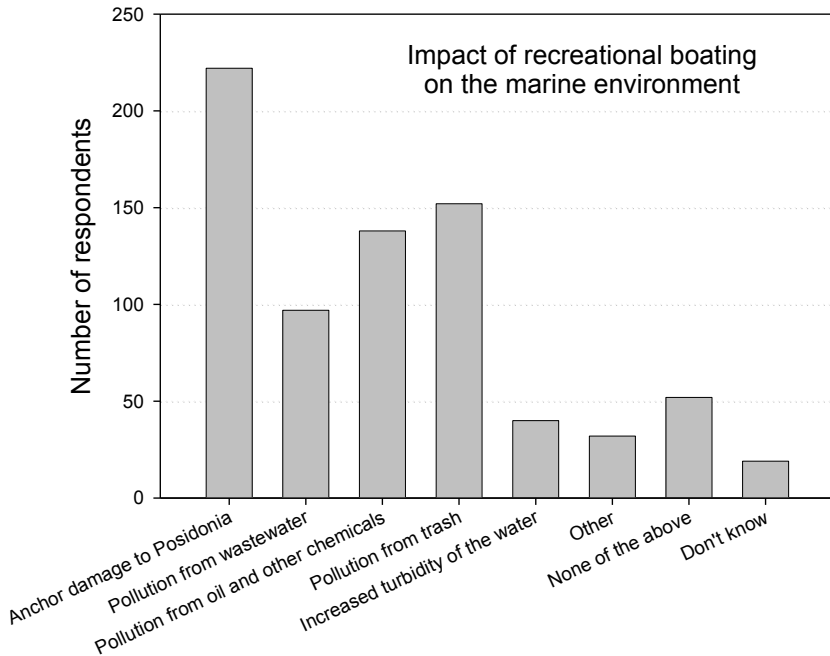 Impact of recreational boating
on the marine environment
Number of respondents
250
200
150
100
50
0
Anchor damage to Posidonia
Pollution from wastewater
Pollution from oil and other chemicals
Pollution from trash
Increased turbidity of the water
Other
None of the above
Don't know